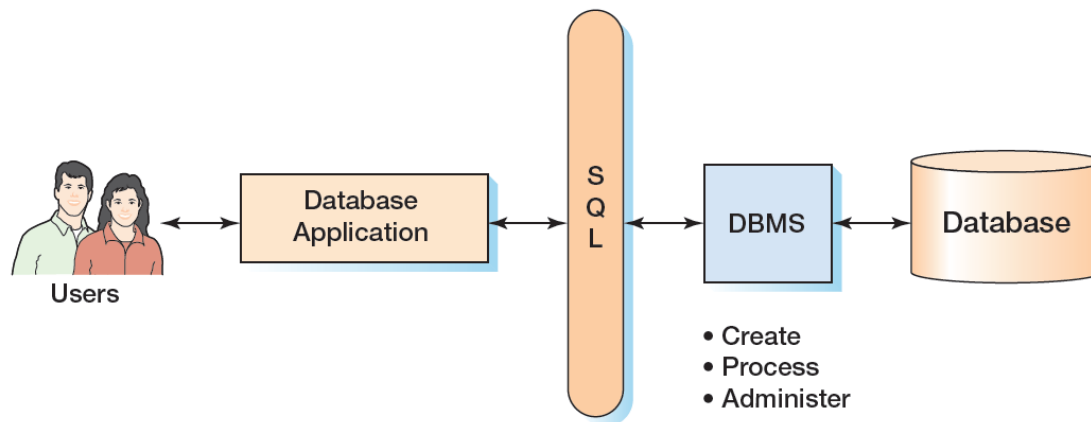 Users
Database
Application
S
Q
L
DBMS
• Create
• Process
• Administer
Database